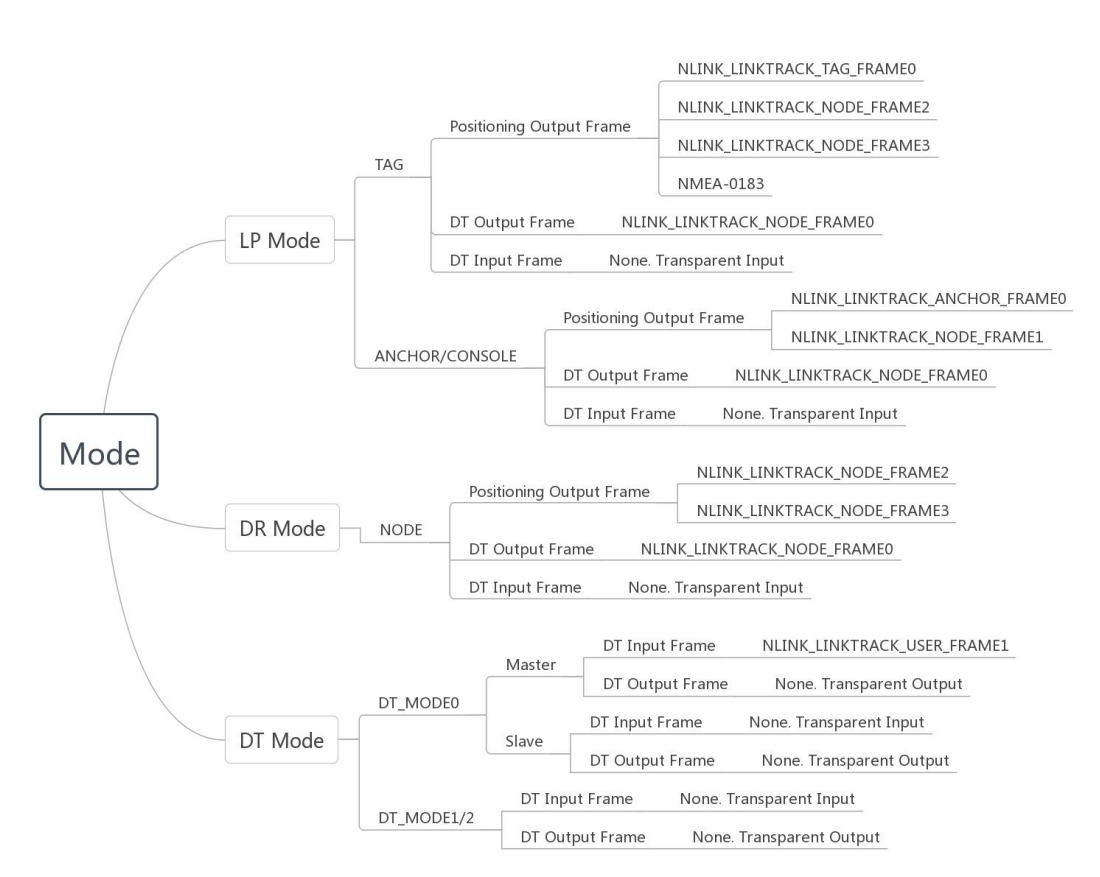 Mode
LP Mode
TAG
Positioning Output Frame
NLINK_LINKTRACK_TAG_FRAME0
NLINK_LINKTRACK_NODE_FRAME2
NLINK_LINKTRACK_NODE_FRAME3
NMEA-0183
DT Output Frame NLINK_LINKTRACK_NODE_FRAME0
DT Input Frame None. Transparent Input
ANCHOR/CONSOLE
Positioning Output Frame
NLINK_LINKTRACK_ANCHOR_FRAME0
NLINK_LINKTRACK_NODE_FRAME1
DT Output Frame NLINK_LINKTRACK_NODE_FRAME0
DT Input Frame None. Transparent Input
DR Mode
NODE
Positioning Output Frame
NLINK_LINKTRACK_NODE_FRAME2
NLINK_LINKTRACK_NODE_FRAME3
DT Output Frame NLINK_LINKTRACK_NODE_FRAME0
DT Input Frame None. Transparent Input
DT Mode
DT_MODE0
Master
DT Input Frame NLINK_LINKTRACK_USER_FRAME1
DT Output Frame None. Transparent Output
Slave
DT Input Frame None. Transparent Input
DT Output Frame None. Transparent Output
DT_MODE1/2
DT Input Frame None. Transparent Input
DT Output Frame None. Transparent Output